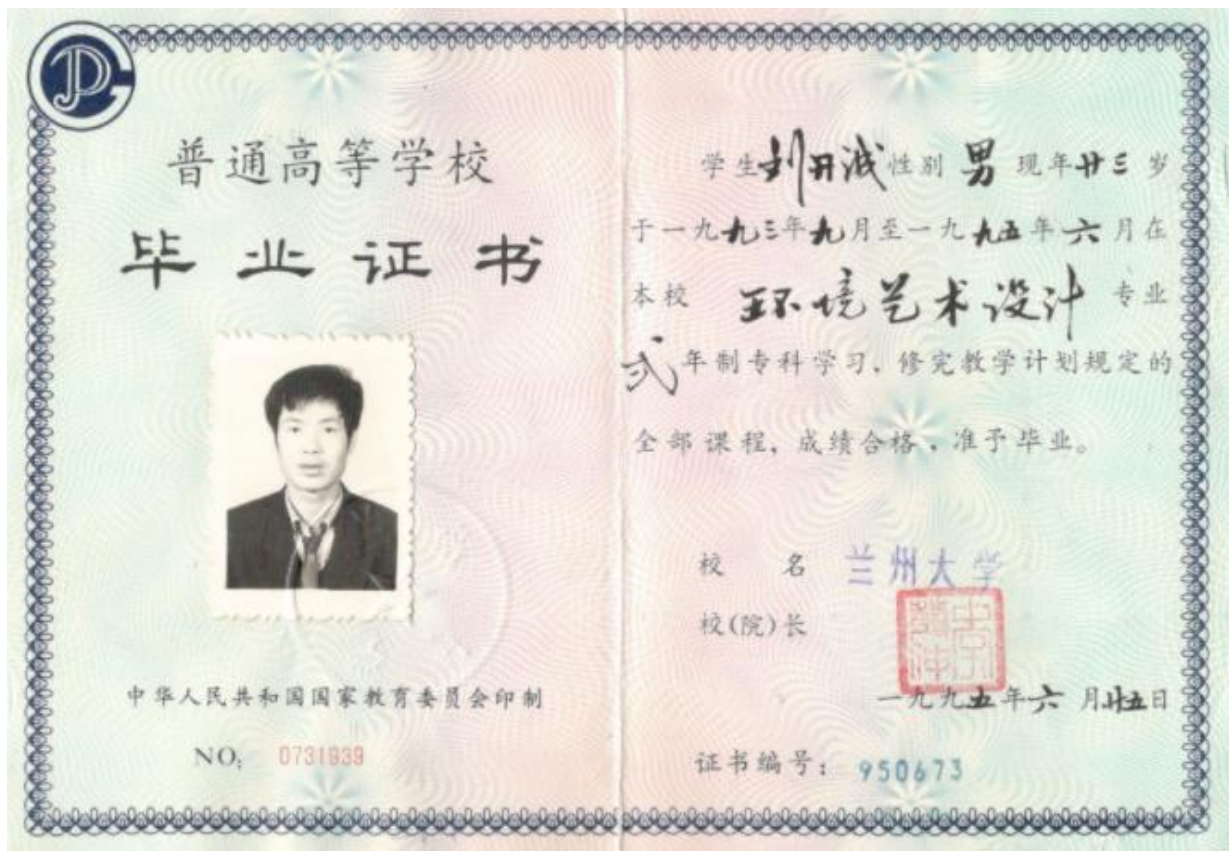 普通高等学校
毕业证书
中华人民共和国国家教育委员会印制
NO: 0731939
学生刘开诚性别 男 现年廿三岁
于一九九三年九月至一九九五年六月在
本校 环境艺术设计 专业
弍年制专科学习，修完教学计划规定的
全部课程，成绩合格，准予毕业。
校 名 兰州大学
校(院)长
一九九五年六月廿五日
证书编号: 950673